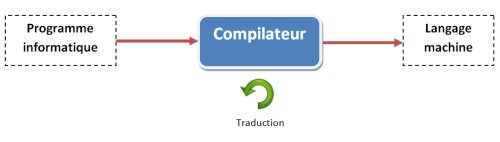 Programme
informatique
Compilateur
Langage
machine
Traduction